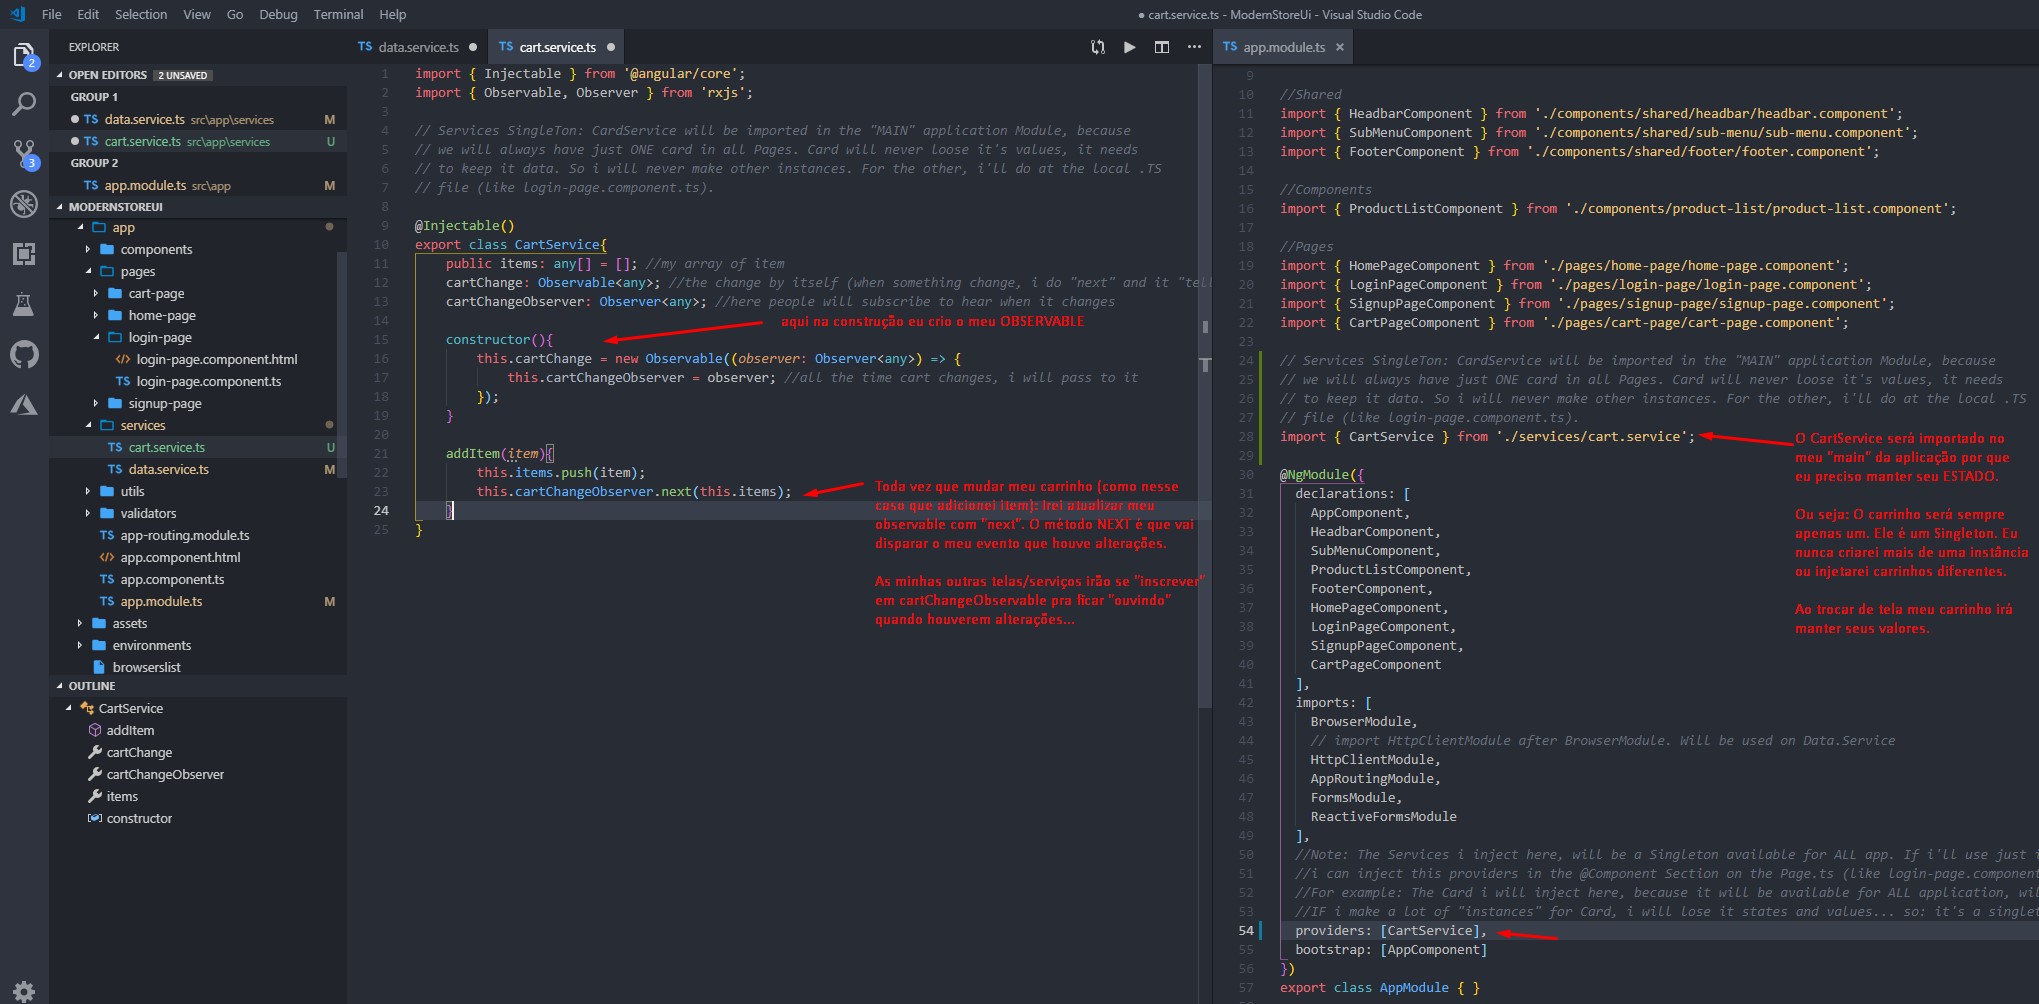 File Edit Selection View Go Debug Terminal Help
● cart.service.ts - ModernStoreUi - Visual Studio Code
2
3
EXPLORER
OPEN EDITORS 2 UNSAVED
GROUP 1
TS data.service.ts src\app\services M
TS cart.service.ts src\app\services U
GROUP 2
TS app.module.ts src\app M
MODERNSTOREUI
app
components
pages
cart-page
home-page
login-page
login-page.component.html
TS login-page.component.ts
signup-page
services
TS cart.service.ts U
TS data.service.ts M
utils
validators
TS app-routing.module.ts
app.component.html
TS app.component.ts
TS app.module.ts M
assets
environments
browserslist
OUTLINE
CartService
addItem
cartChange
cartChangeObserver
items
constructor
TS data.service.ts ● TS cart.service.ts ●
1 import { Injectable } from '@angular/core';
2 import { Observable, Observer } from 'rxjs';
3
4 // Services SingleTon: CardService will be imported in the "MAIN" application Module, because
5 // we will always have just ONE card in all Pages. Card will never loose it's values, it needs
6 // to keep it data. So i will never make other instances. For the other, i'll do at the local .TS
7 // file (like login-page.component.ts).
8
9 @Injectable()
10 export class CartService{
11 public items: any[] = []; //my array of item
12 cartChange: Observable<any>; //the change by itself (when something change, i do "next" and it "tell
13 cartChangeObserver: Observer<any>; //here people will subscribe to hear when it changes
14
aqui na construção eu crio o meu OBSERVABLE
15 constructor(){
16 this.cartChange = new Observable((observer: Observer<any>) => {
17 this.cartChangeObserver = observer; //all the time cart changes, i will pass to it
18 });
19 }
20
21 addItem(item){
22 this.items.push(item);
23 this.cartChangeObserver.next(this.items);
24 }
25 }
Toda vez que mudar meu carrinho (como nesse
caso que adicionei item): Irei atualizar meu
observable com "next". O método NEXT é que vai
disparar o meu evento que houve alterações.
As minhas outras telas/serviços irão se "inscrever"
em cartChangeObservable pra ficar "ouvindo"
quando houverem alterações...
TS app.module.ts ×
9
10 //Shared
11 import { HeadbarComponent } from './components/shared/headbar/headbar.component';
12 import { SubMenuComponent } from './components/shared/sub-menu/sub-menu.component';
13 import { FooterComponent } from './components/shared/footer/footer.component';
14
15 //Components
16 import { ProductListComponent } from './components/product-list/product-list.component';
17
18 //Pages
19 import { HomePageComponent } from './pages/home-page/home-page.component';
20 import { LoginPageComponent } from './pages/login-page/login-page.component';
21 import { SignupPageComponent } from './pages/signup-page/signup-page.component';
22 import { CartPageComponent } from './pages/cart-page/cart-page.component';
23
24 // Services SingleTon: CardService will be imported in the "MAIN" application Module, because
25 // we will always have just ONE card in all Pages. Card will never loose it's values, it needs
26 // to keep it data. So i will never make other instances. For the other, i'll do at the local .TS
27 // file (like login-page.component.ts).
28 import { CartService } from './services/cart.service';
29
30 @NgModule({
31 declarations: [
32 AppComponent,
33 HeadbarComponent,
34 SubMenuComponent,
35 ProductListComponent,
36 FooterComponent,
37 HomePageComponent,
38 LoginPageComponent,
39 SignupPageComponent,
40 CartPageComponent
41 ],
42 imports: [
43 BrowserModule,
44 // import HttpClientModule after BrowserModule. Will be used on Data.Service
45 HttpClientModule,
46 AppRoutingModule,
47 FormsModule,
48 ReactiveFormsModule
49 ],
50 //Note: The Services i inject here, will be a Singleton available for ALL app. If i'll use just i
51 //i can inject this providers in the @Component Section on the Page.ts (like login-page.component
52 //For example: The Card i will inject here, because it will be available for ALL application, wil
53 //IF i make a lot of "instances" for Card, i will lose it states and values... so: it's a singlet
54 providers: [CartService],
55 bootstrap: [AppComponent]
56 })
57 export class AppModule { }
O CartService será importado no
meu "main" da aplicação por que
eu preciso manter seu ESTADO.
Ou seja: O carrinho será sempre
apenas um. Ele é um Singleton. Eu
nunca criarei mais de uma instância
ou injetarei carrinhos diferentes.
Ao trocar de tela meu carrinho irá
manter seus valores.